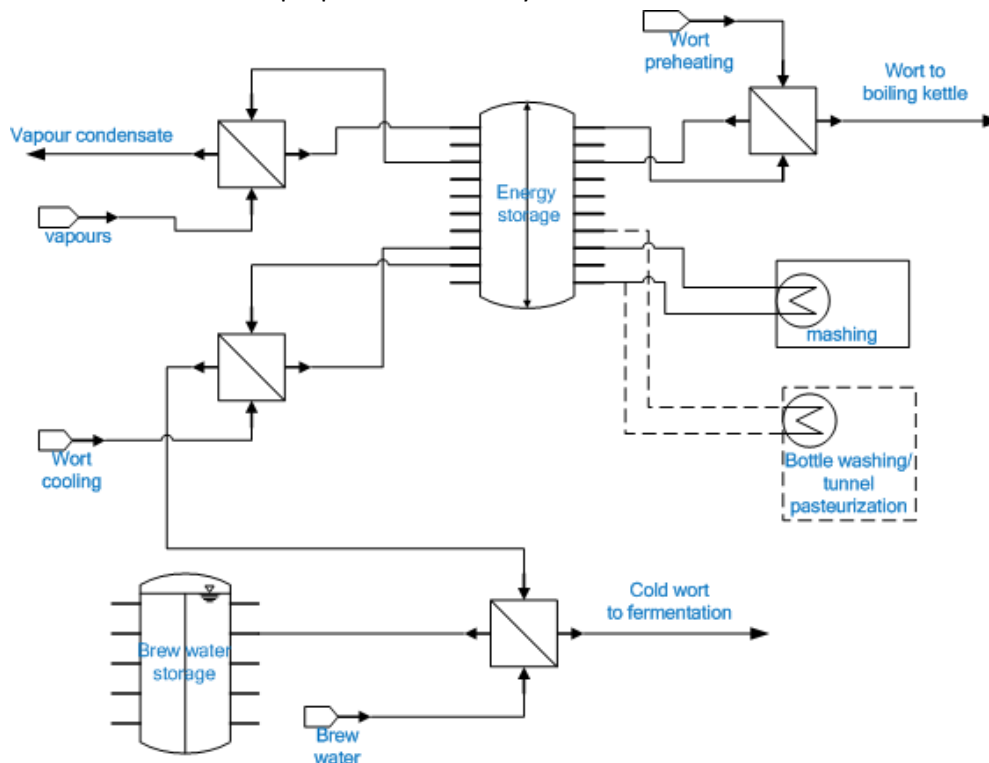 Wort
preheating
Wort to
boiling kettle
Vapour condensate
Energy
storage
vapours
mashing
Wort
cooling
Bottle washing/
tunnel
pasteurization
Cold wort
to fermentation
Brew water
storage
Brew
water